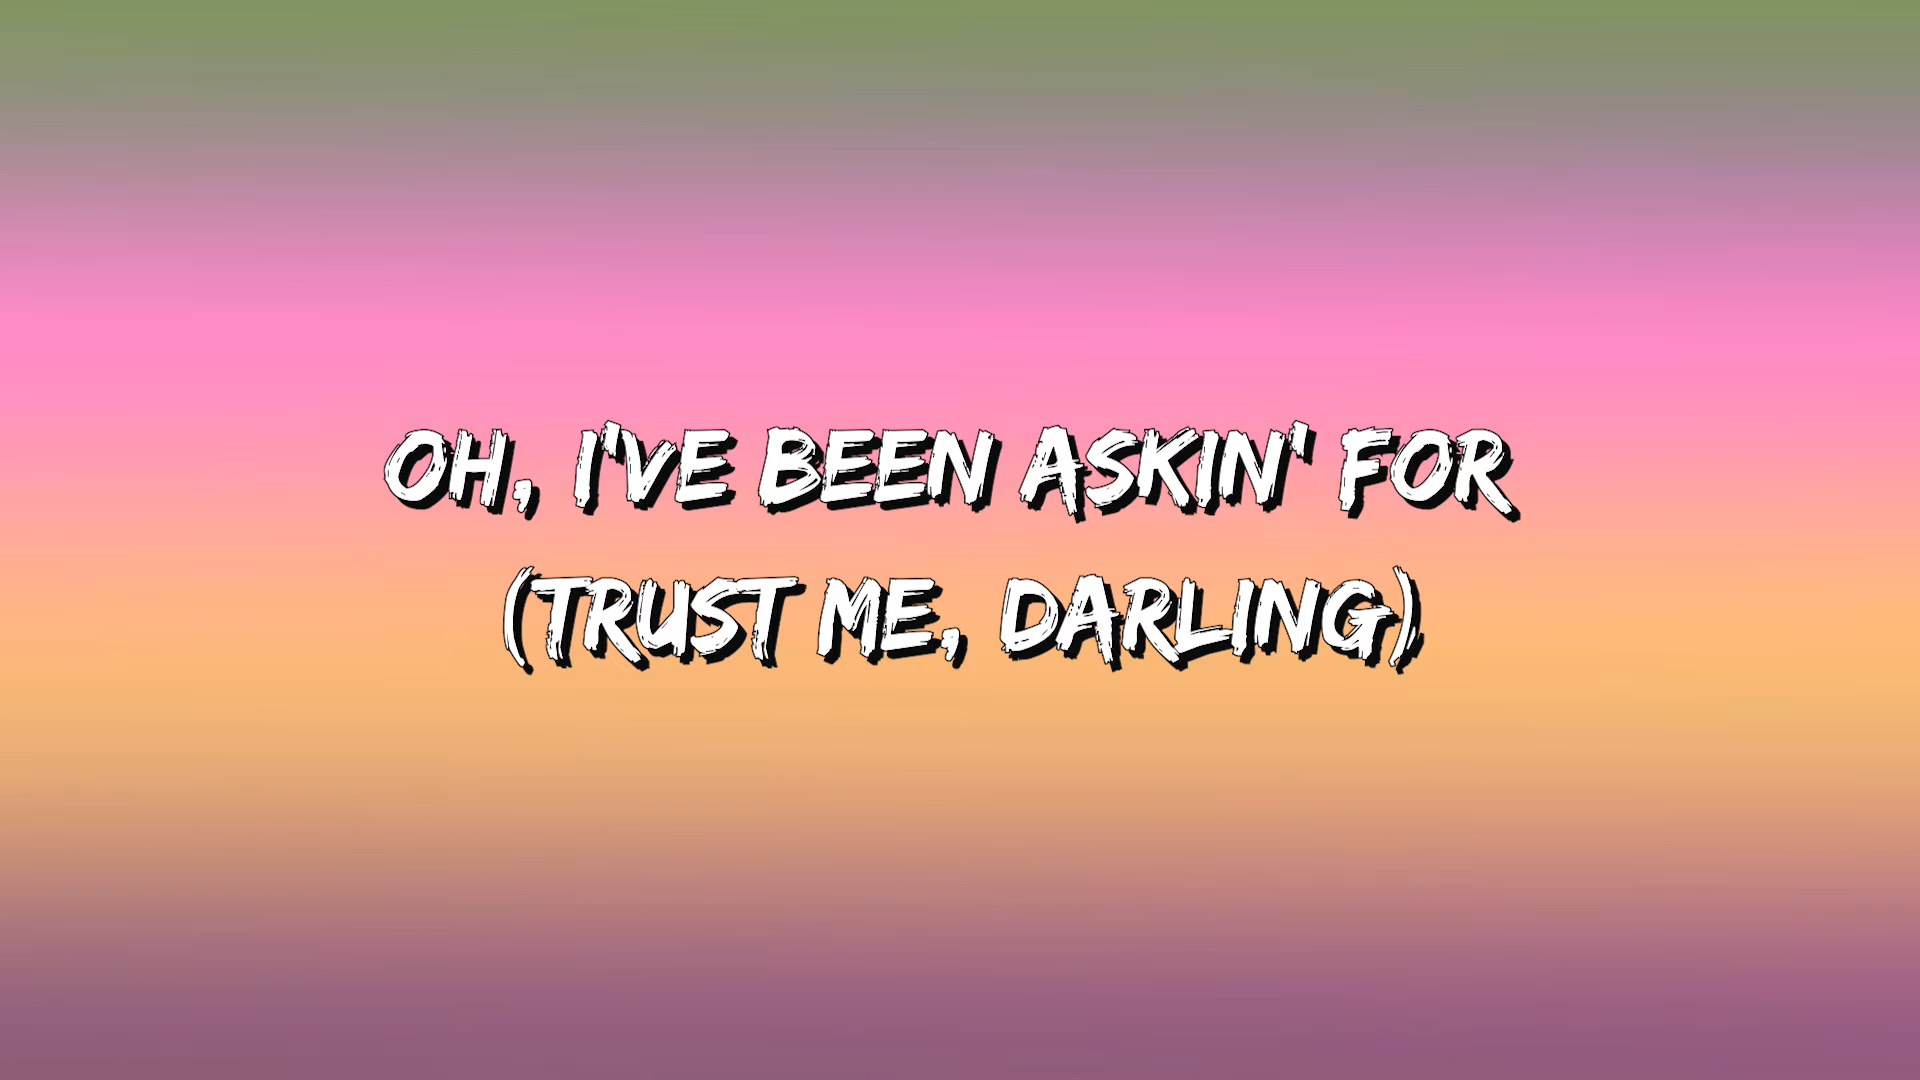 OH, I'VE BEEN ASKIN' FOR
(TRUST ME, DARLING)